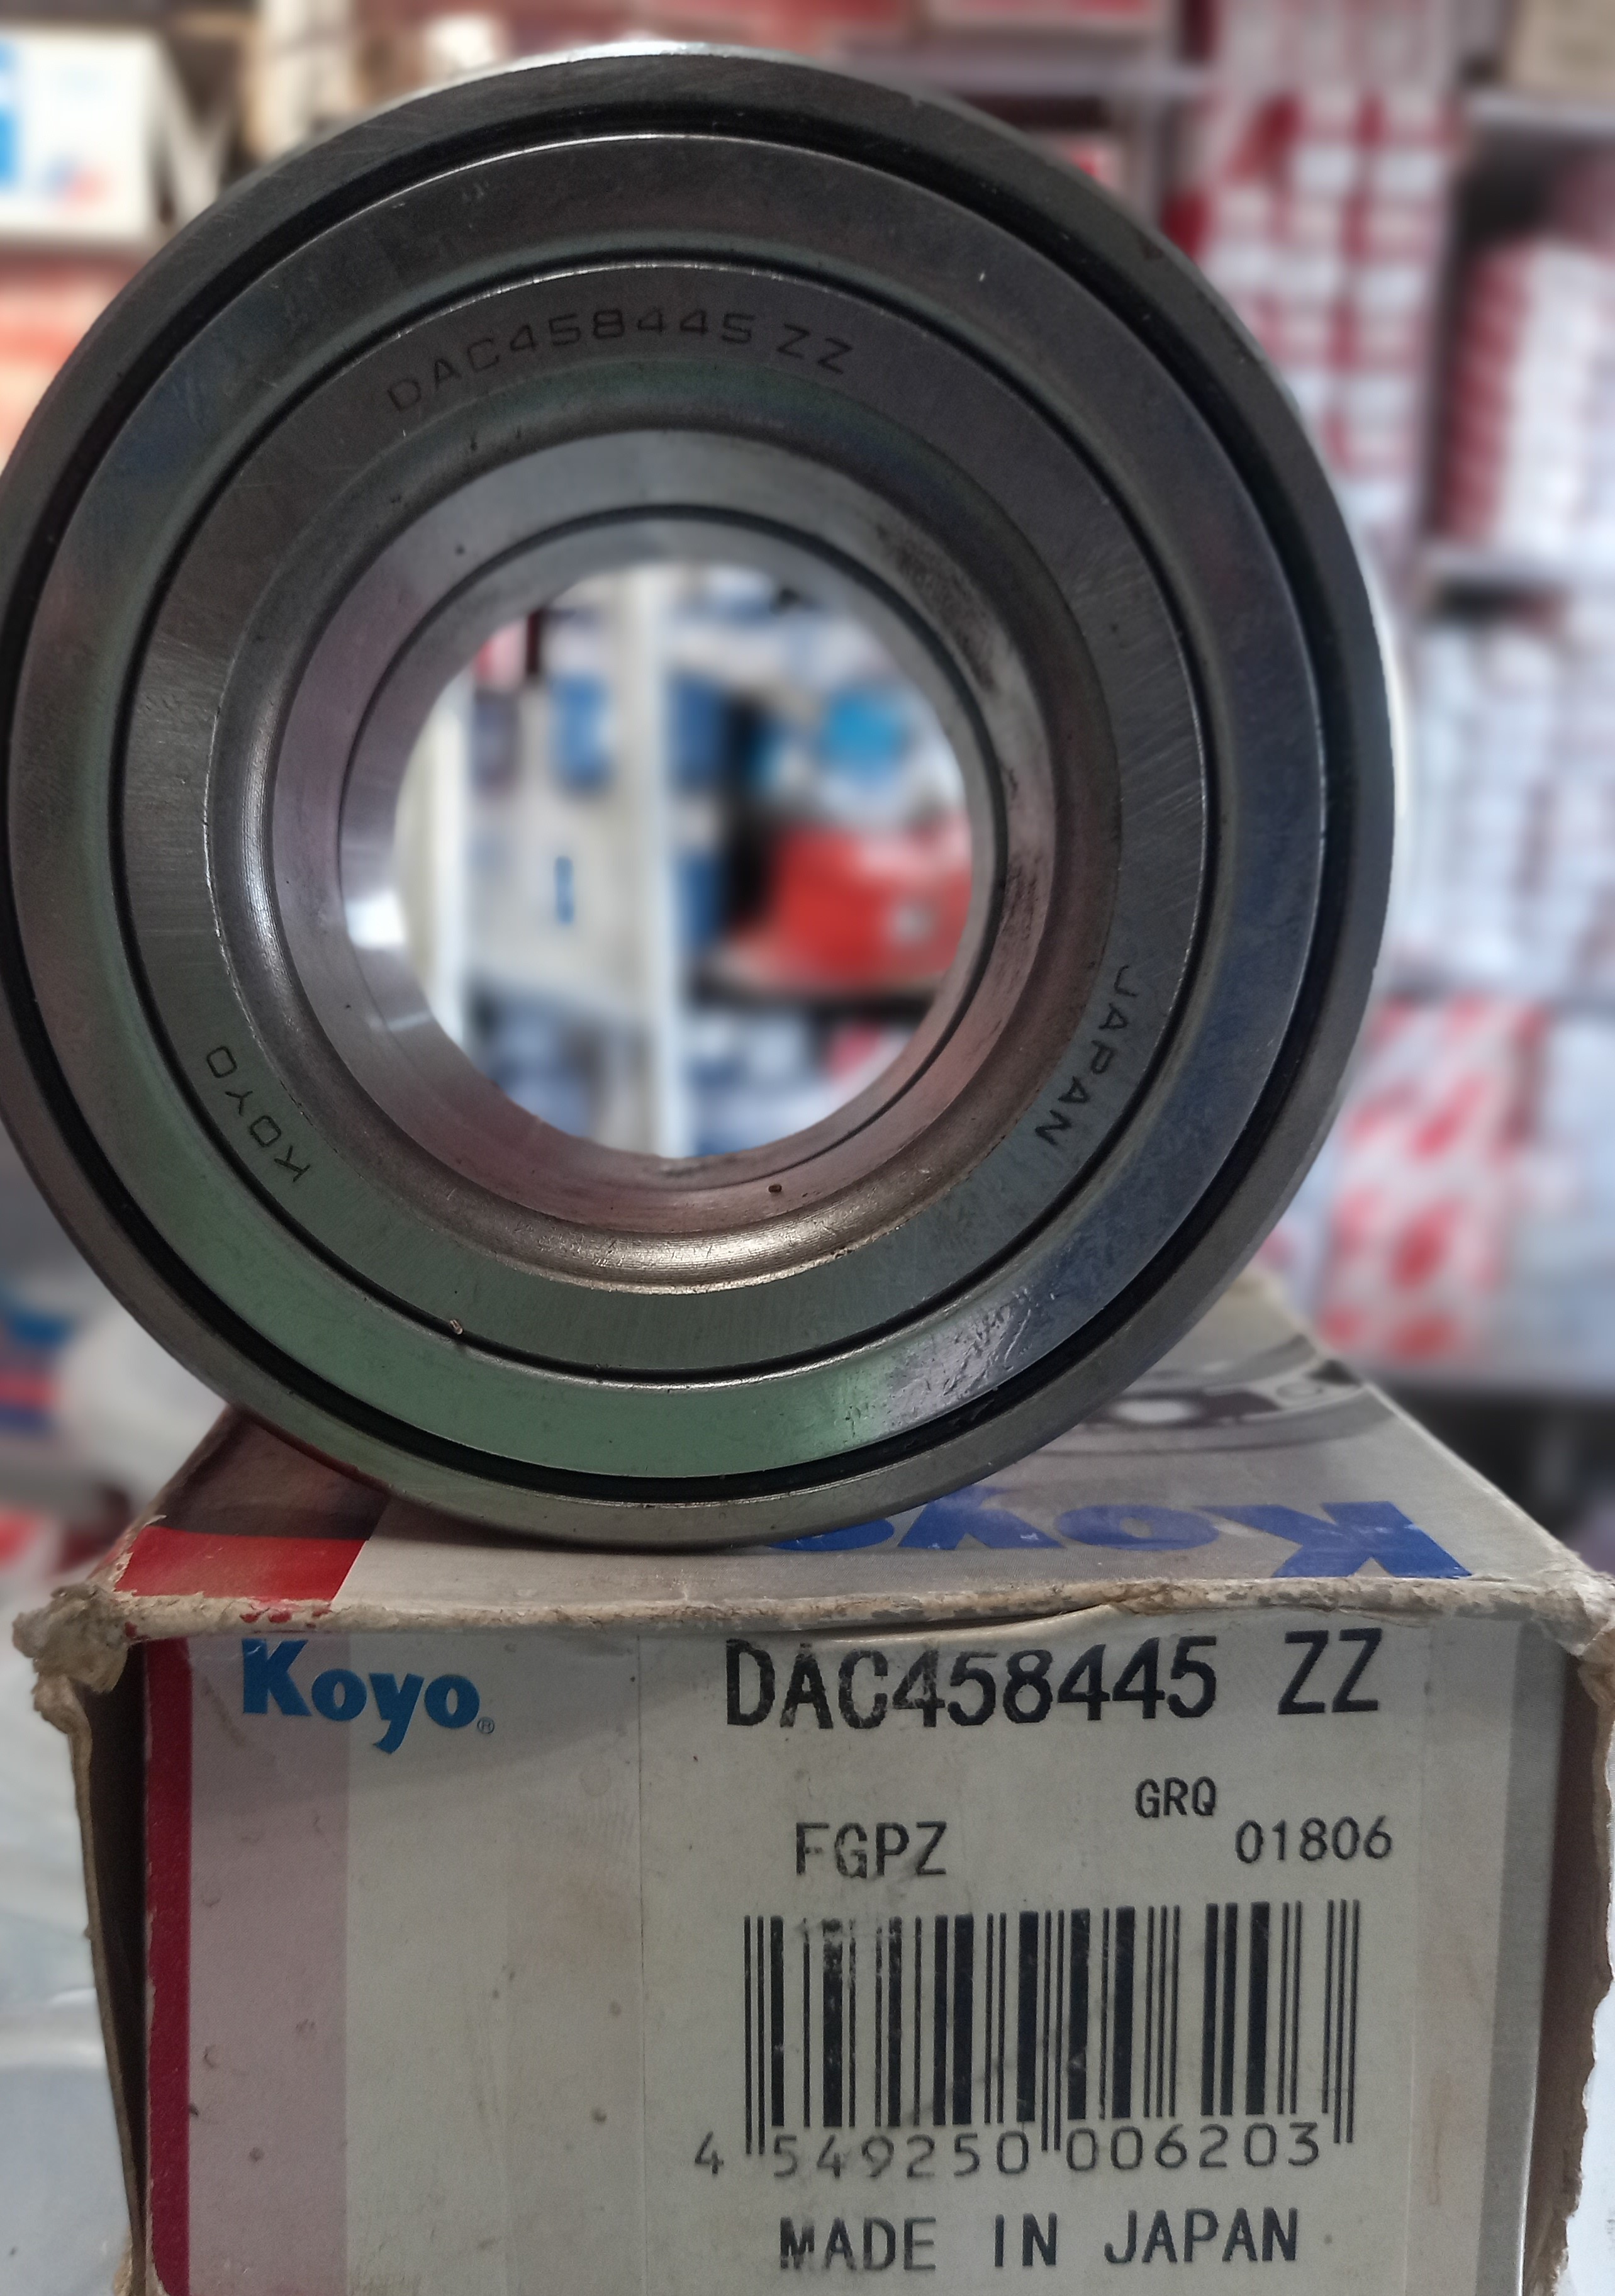 DAC458445 ZZ
JAPAN
KOYO
Koyo
Koyo®
DAC458445 ZZ
GRQ
FGPZ 01806
4 549250 006203
MADE IN JAPAN